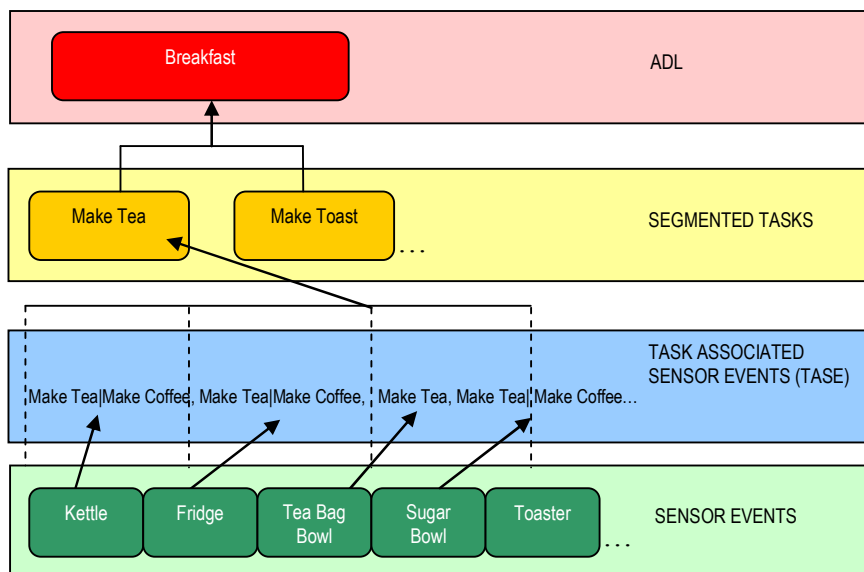 Breakfast
ADL
Make Tea
Make Toast
...
SEGMENTED TASKS
TASK ASSOCIATED
SENSOR EVENTS (TASE)
Make Tea|Make Coffee, Make Tea|Make Coffee, Make Tea, Make Tea| Make Coffee...
Kettle
Fridge
Tea Bag
Bowl
Sugar
Bowl
Toaster
...
SENSOR EVENTS